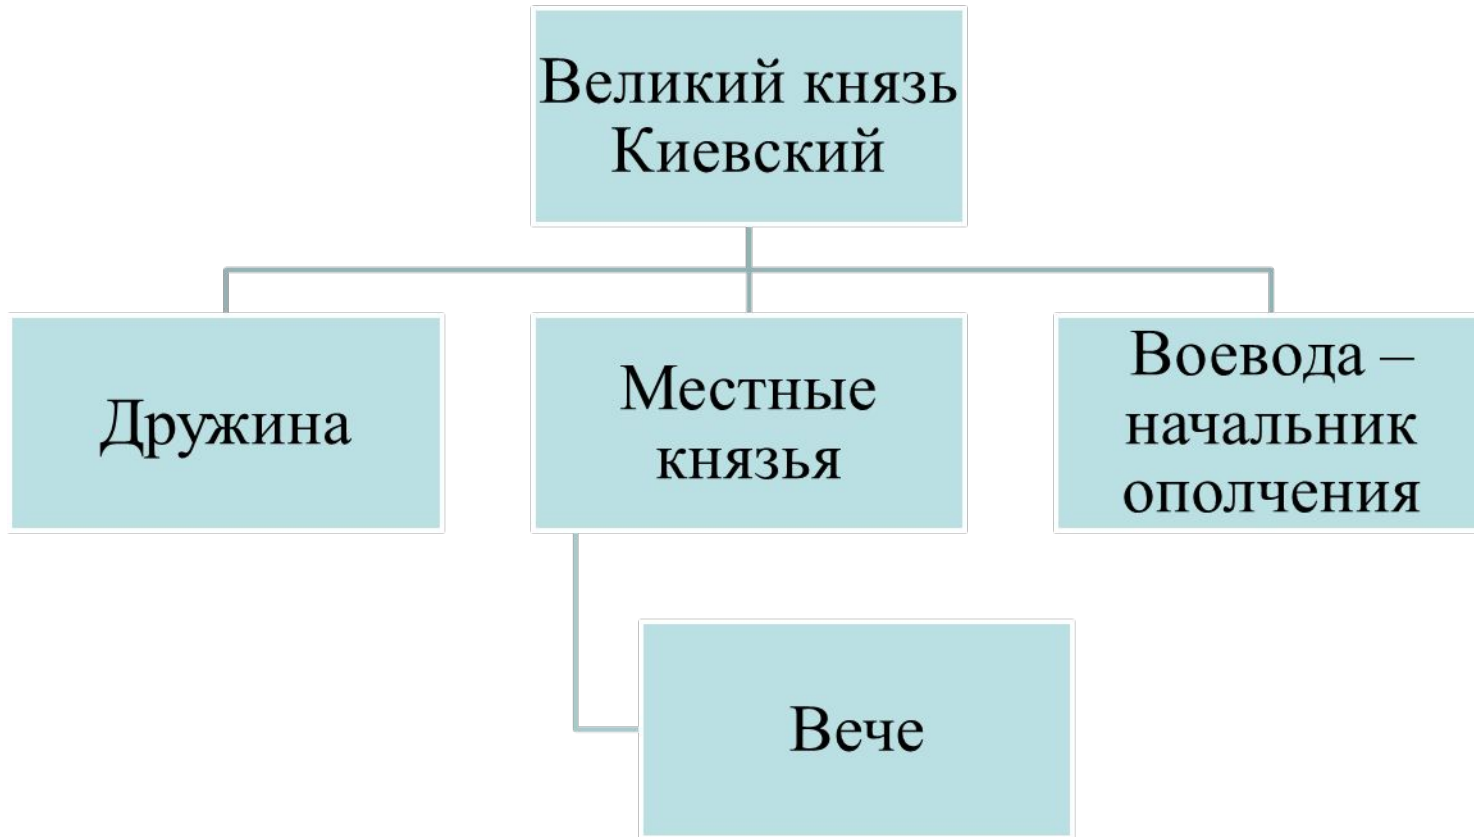 Великий князь
Киевский
Дружина
Местные
князья
Воевода –
начальник
ополчения
Вече